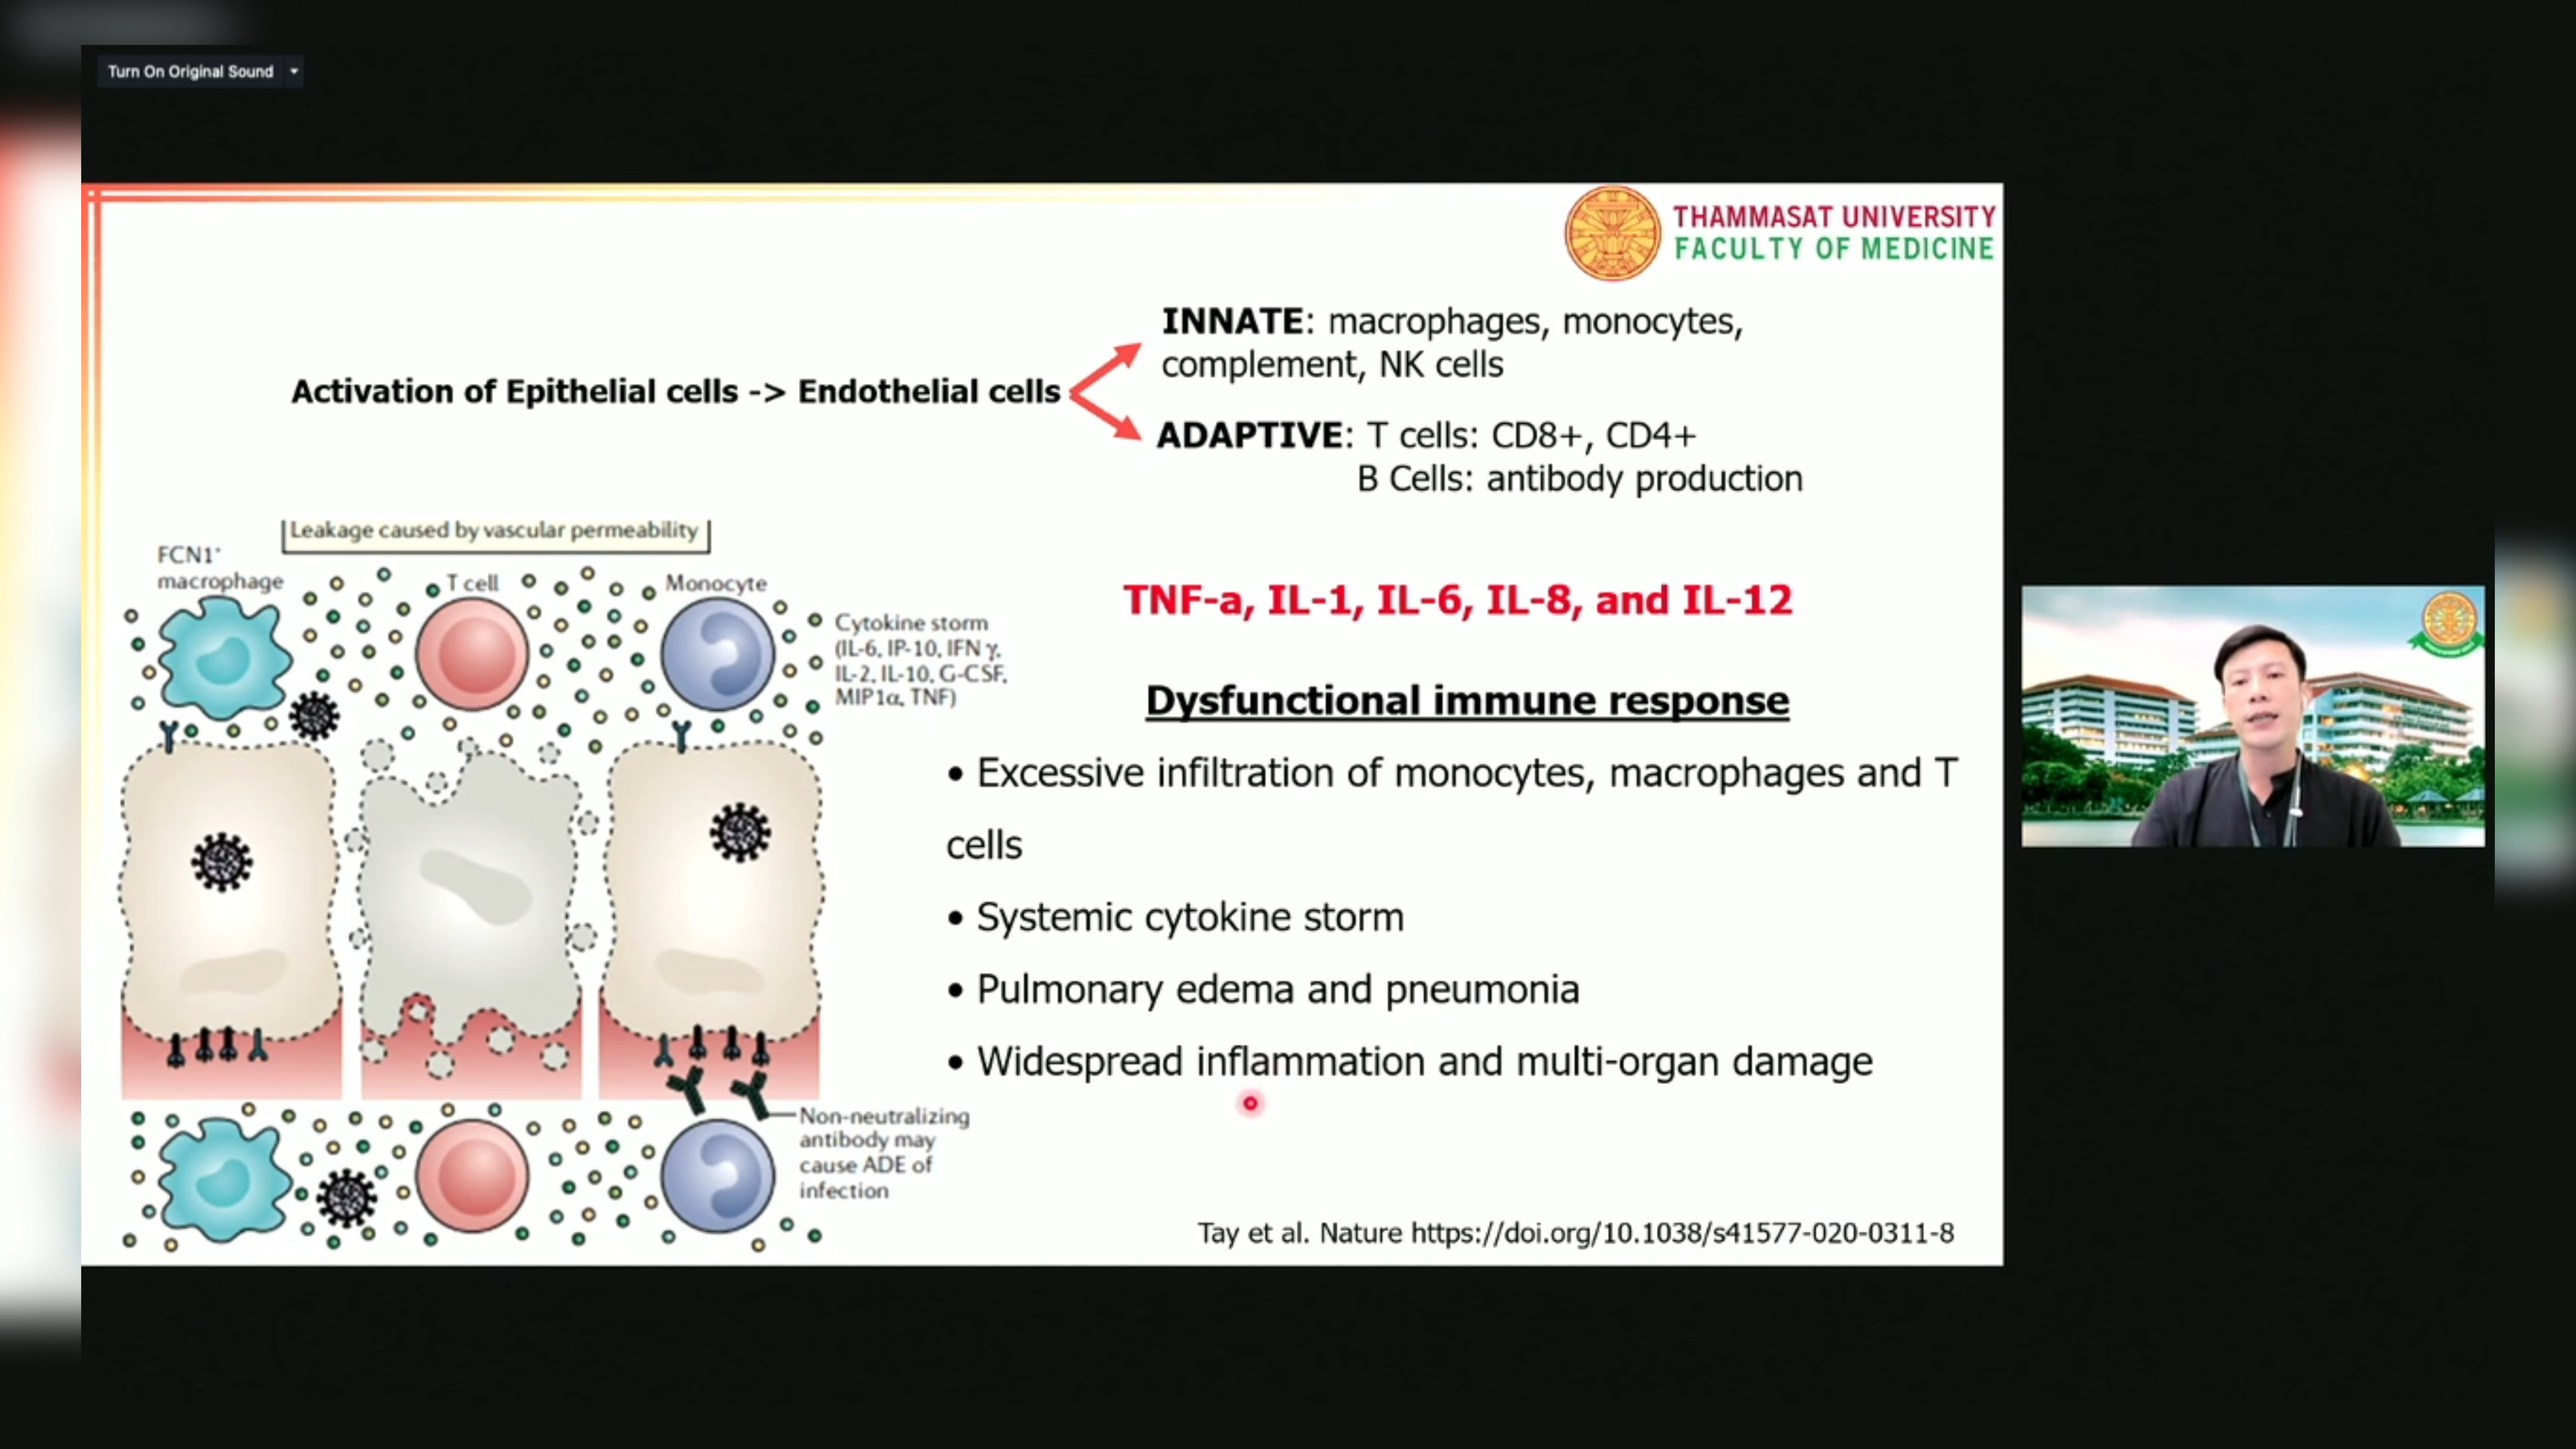 Turn On Original Sound
THAMMASAT UNIVERSITY
FACULTY OF MEDICINE
INNATE: macrophages, monocytes,
complement, NK cells
Activation of Epithelial cells -> Endothelial cells
ADAPTIVE: T cells: CD8+, CD4+
B Cells: antibody production
Leakage caused by vascular permeability
FCN1+
macrophage
T cell
Monocyte
Cytokine storm
(IL-6, IP-10, IFNγ,
IL-2, IL-10, G-CSF,
MIP1α, TNF)
Non-neutralizing
antibody may
cause ADE of
infection
TNF-a, IL-1, IL-6, IL-8, and IL-12
Dysfunctional immune response
• Excessive infiltration of monocytes, macrophages and T
cells
• Systemic cytokine storm
• Pulmonary edema and pneumonia
• Widespread inflammation and multi-organ damage
Tay et al. Nature https://doi.org/10.1038/s41577-020-0311-8